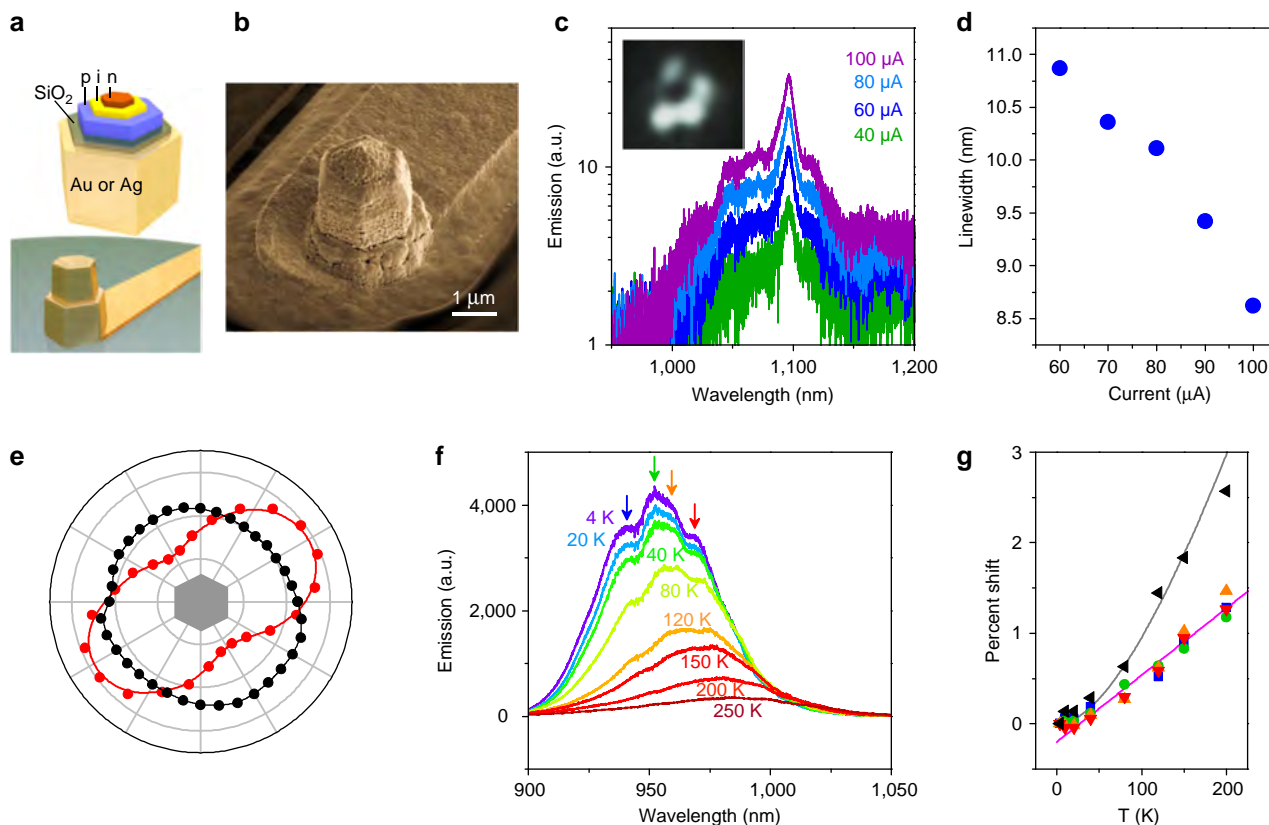 a
p i n
SiO2
Au or Ag
b
1 μm
c
Emission (a.u.)
10
1
100 μA
80 μA
60 μA
40 μA
1,000
1,100
1,200
Wavelength (nm)
d
Linewidth (nm)
11.0
10.5
10.0
9.5
9.0
8.5
60
70
80
90
100
Current (μA)
e
f
Emission (a.u.)
4,000
2,000
0
4 K
20 K
40 K
80 K
120 K
150 K
200 K
250 K
900
950
1,000
1,050
Wavelength (nm)
g
Percent shift
3
2
1
0
0
100
200
T (K)